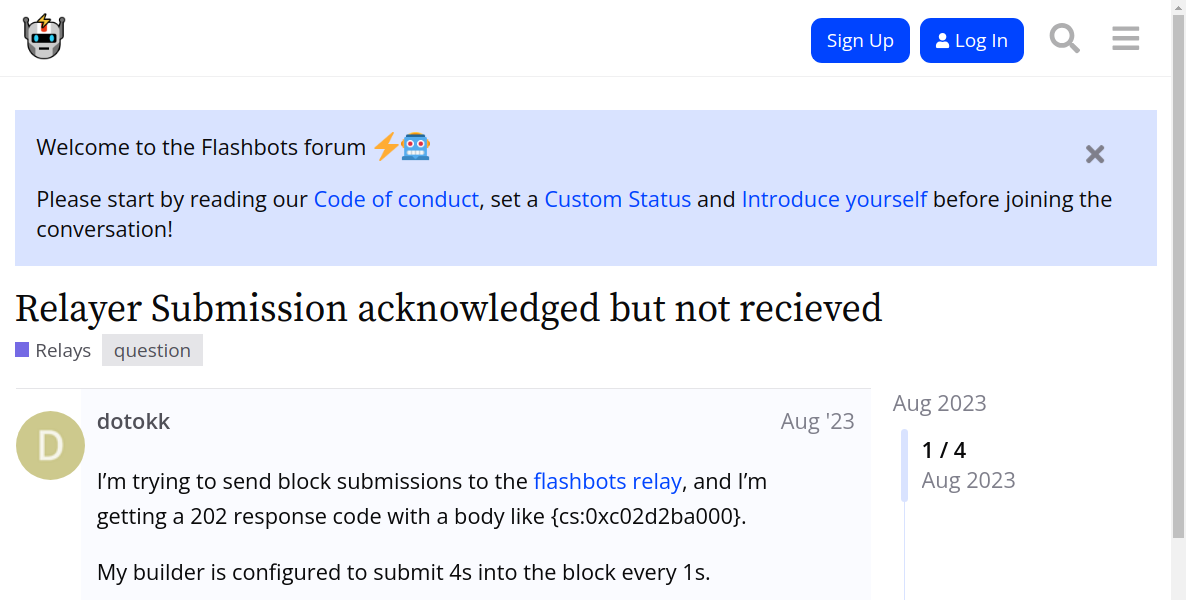 Sign Up
Log In
Welcome to the Flashbots forum
Please start by reading our Code of conduct, set a Custom Status and Introduce yourself before joining the
conversation!
Relayer Submission acknowledged but not recieved
Relays
question
D
dotokk
Aug '23
I’m trying to send block submissions to the flashbots relay, and I’m
getting a 202 response code with a body like {cs:0xc02d2ba000}.
My builder is configured to submit 4s into the block every 1s.
Aug 2023
1 / 4
Aug 2023